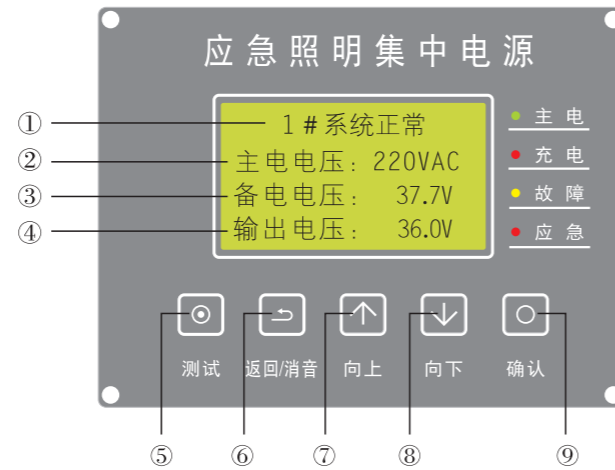 应急照明集中电源
① 1#系统正常
② 主电电压: 220VAC
③ 备电电压: 37.7V
④ 输出电压: 36.0V
主电
充电
故障
应急
测试 返回/消音 向上 向下 确认
⑤ ⑥ ⑦ ⑧ ⑨